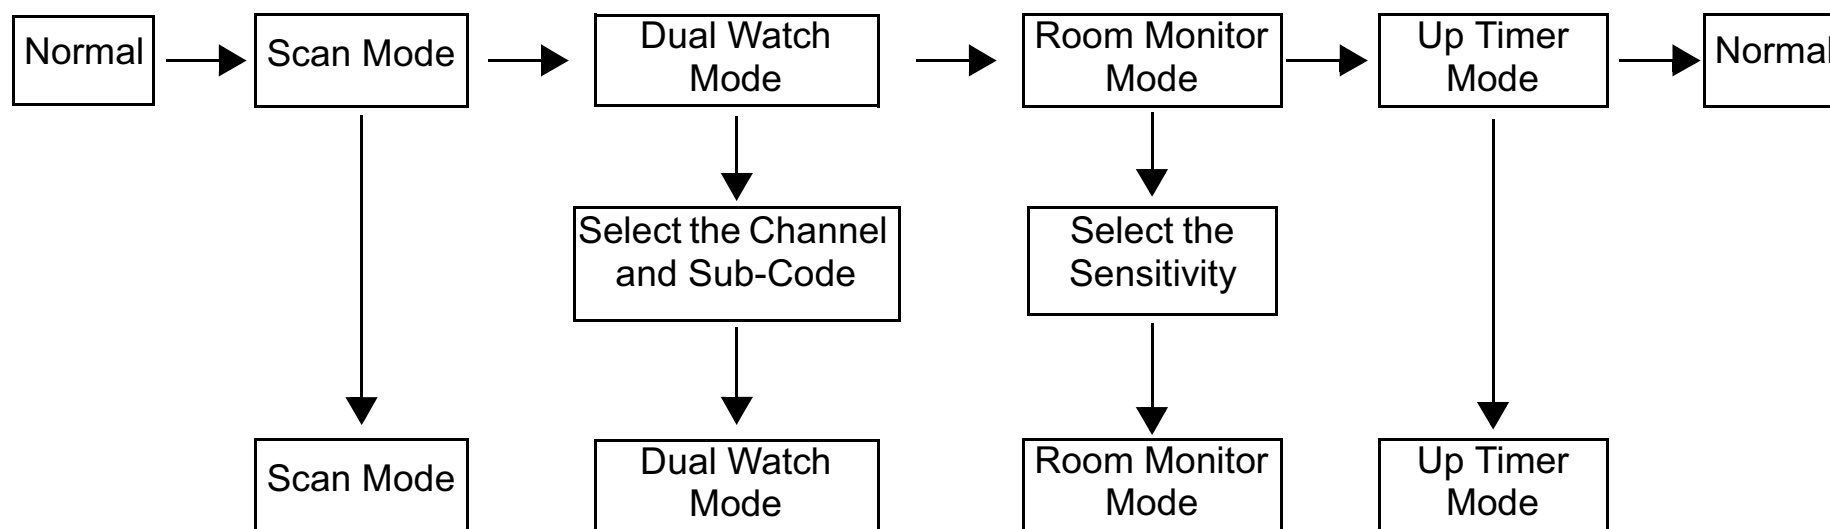 Normal
Scan Mode
Dual Watch
Mode
Room Monitor
Mode
Up Timer
Mode
Normal
Select the Channel
and Sub-Code
Select the
Sensitivity
Scan Mode
Dual Watch
Mode
Room Monitor
Mode
Up Timer
Mode